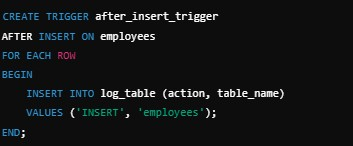 CREATE TRIGGER after_insert_trigger
AFTER INSERT ON employees
FOR EACH ROW
BEGIN
    INSERT INTO log_table (action, table_name)
    VALUES ('INSERT', 'employees');
END;